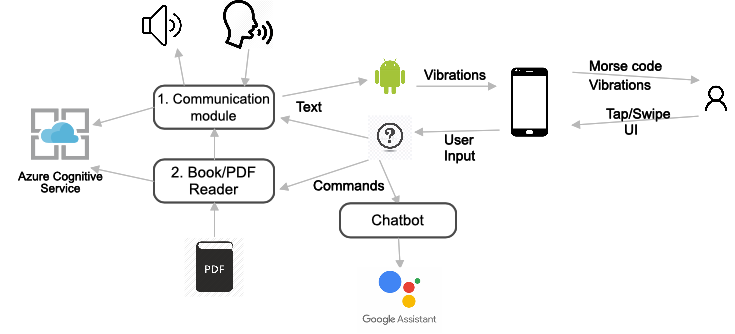 1. Communication
module
Text
Vibrations
Morse code
Vibrations
Tap/Swipe
UI
User
Input
?
Azure Cognitive
Service
2. Book/PDF
Reader
Commands
Chatbot
PDF
Google Assistant